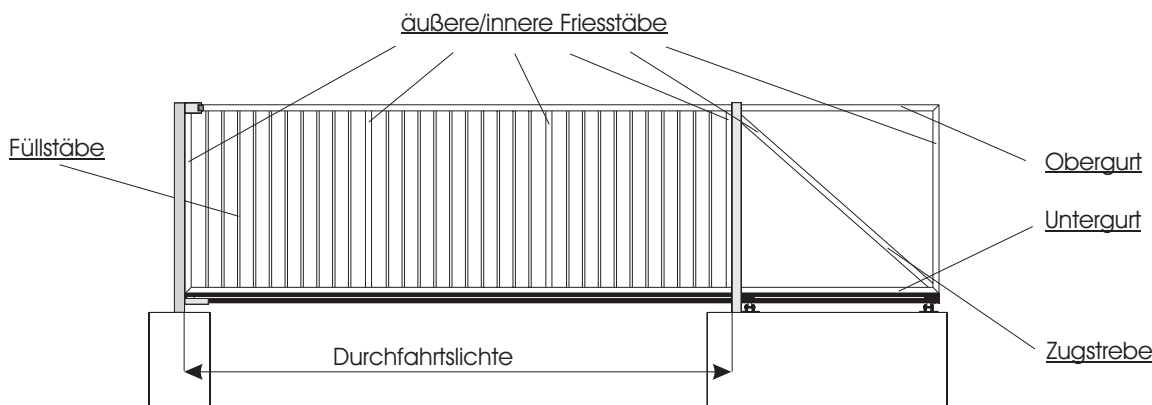 äußere/innere Friesstäbe
Füllstäbe
Obergurt
Untergurt
Durchfahrtslichte
Zugstrebe